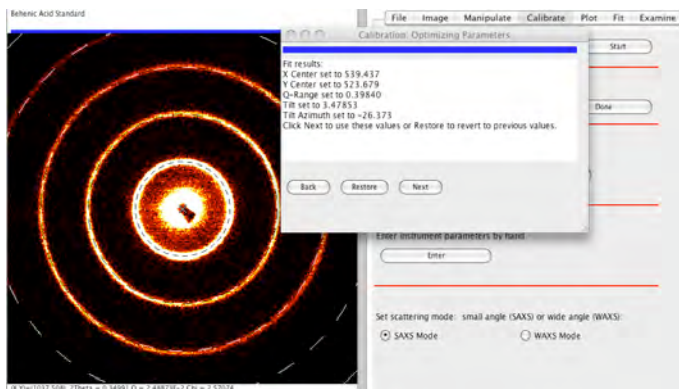 Behenic Acid Standard
File Image Manipulate Calibrate Plot Fit Examine
Calibration: Optimizing Parameters
Start
Fit results:
X Center set to 539.437
Y Center set to 523.679
Q-Range set to 0.39840
Tilt set to 3.47853
Tilt Azimuth set to -26.373
Click Next to use these values or Restore to revert to previous values.
Done
Back Restore Next
Enter instrument parameters by hand
Enter
Set scattering mode: small angle (SAXS) or wide angle (WAXS):
SAXS Mode WAXS Mode